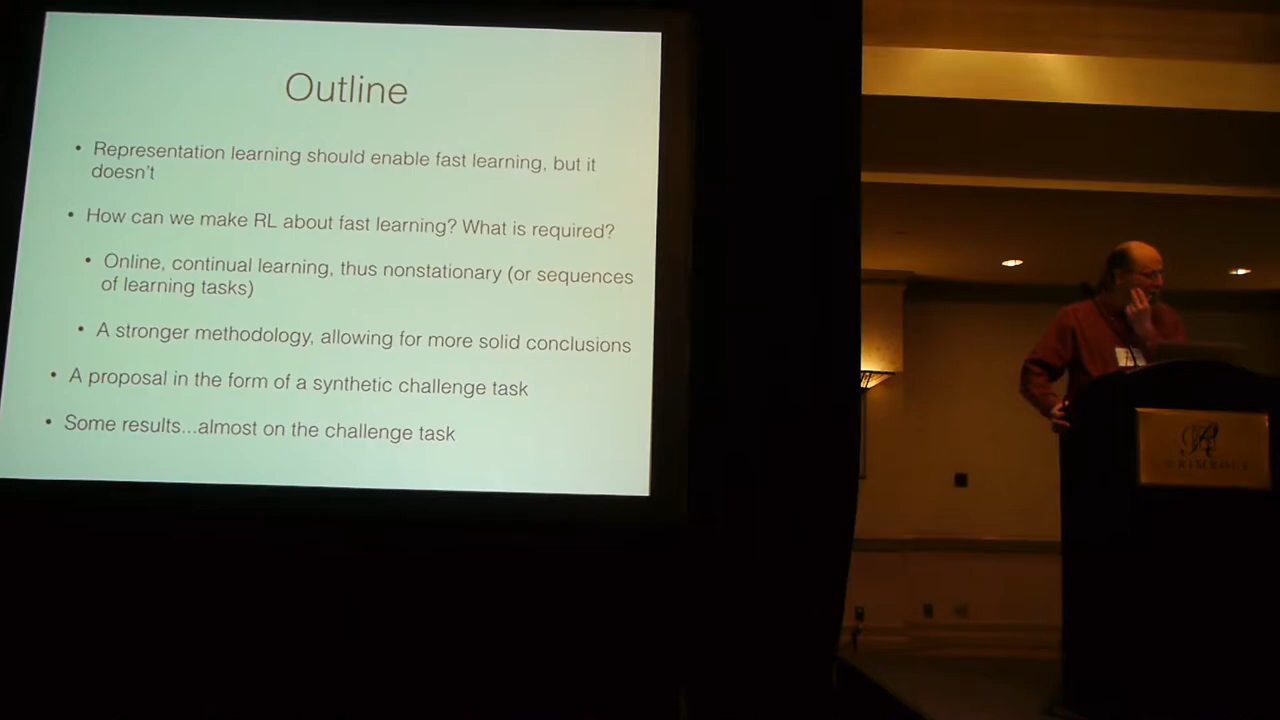 Outline
• Representation learning should enable fast learning, but it
doesn't
• How can we make RL about fast learning? What is required?
• Online, continual learning, thus nonstationary (or sequences
of learning tasks)
• A stronger methodology, allowing for more solid conclusions
• A proposal in the form of a synthetic challenge task
• Some results...almost on the challenge task